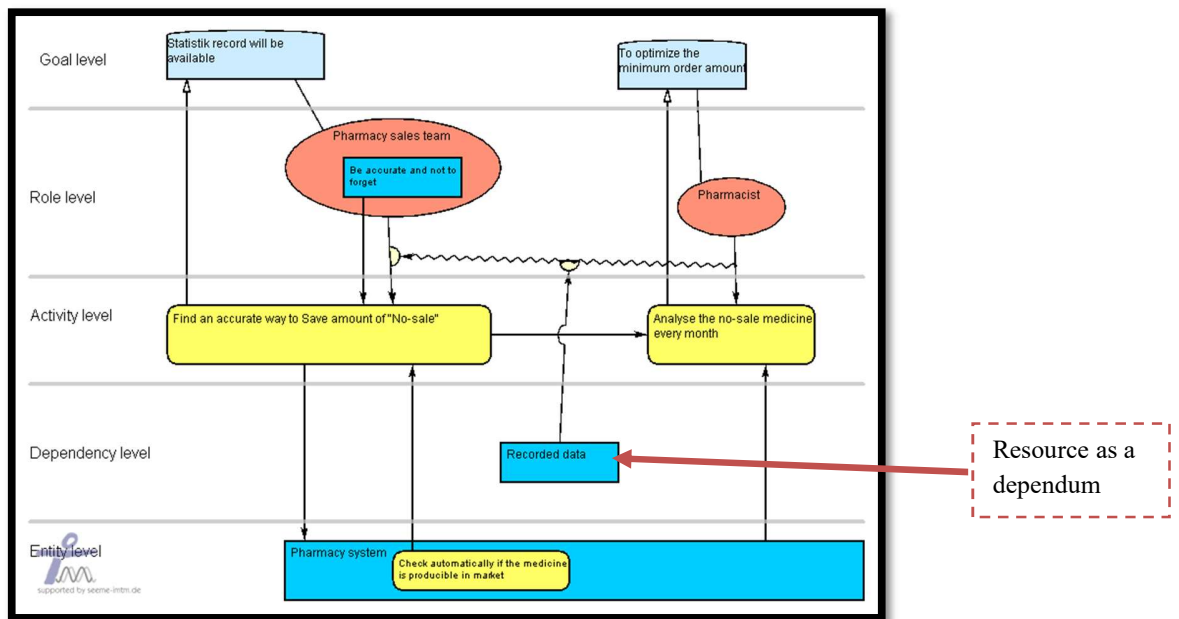 Goal level
Statistik record will be
available
To optimize the
minimum order amount
Role level
Pharmacy sales team
Be accurate and not to
forget
Pharmacist
Activity level
Find an accurate way to Save amount of "No-sale"
Analyse the no-sale medicine
every month
Dependency level
Recorded data
Resource as a
dependum
Entity level
Pharmacy system
Check automatically if the medicine
is producible in market
supported by seeme-imtm.de